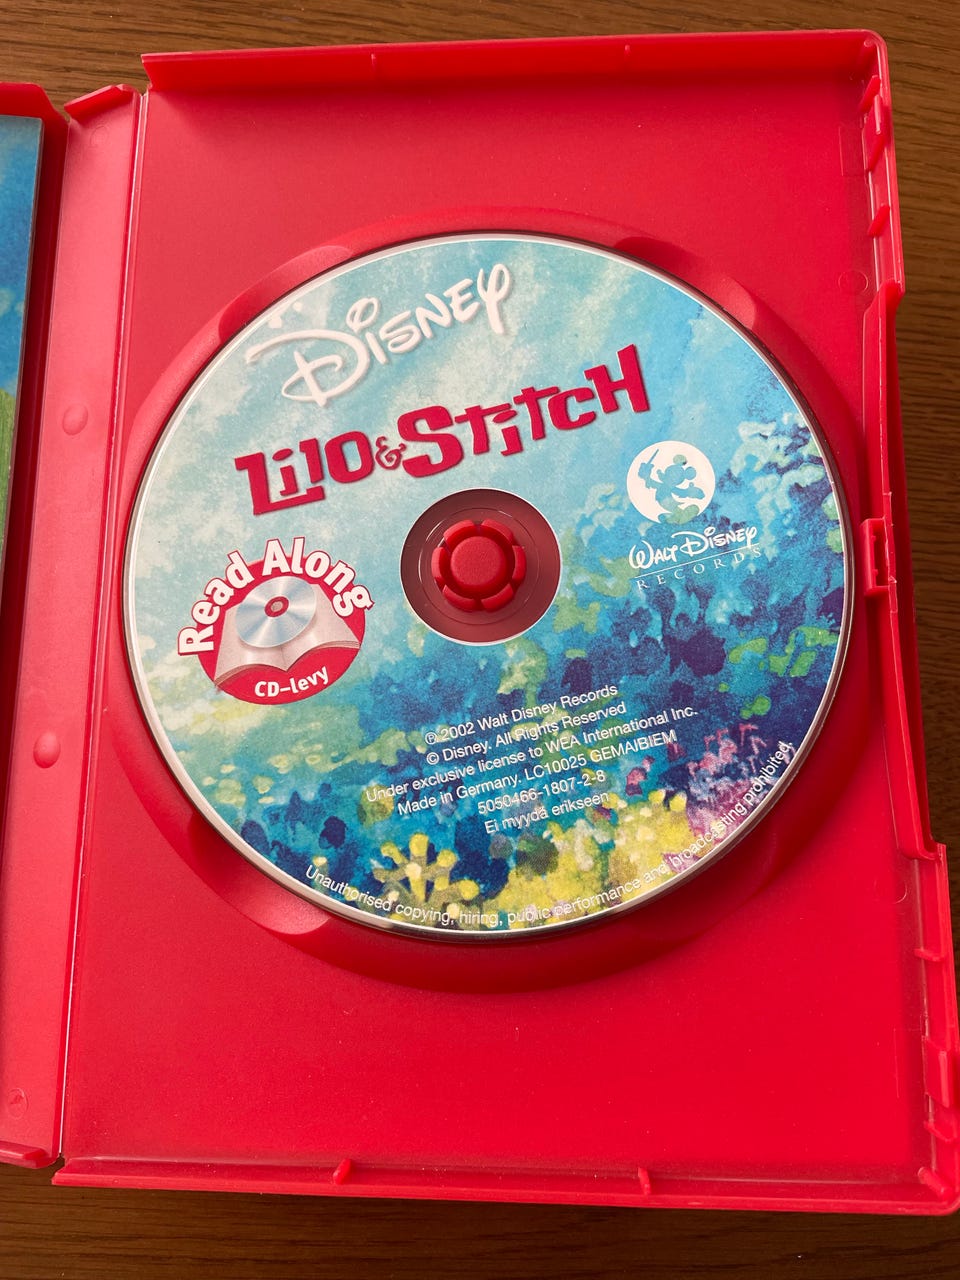 Disney
Lilo & Stitch
Read Along
CD-levy
Walt Disney
RECORDS
℗ 2002 Walt Disney Records
© Disney. All Rights Reserved
Under exclusive license to WEA International Inc.
Made in Germany. LC10025 GEMA/BIEM
5050466-1807-2-8
Ei myydä erikseen
Unauthorised copying, hiring, public performance and broadcasting prohibited.